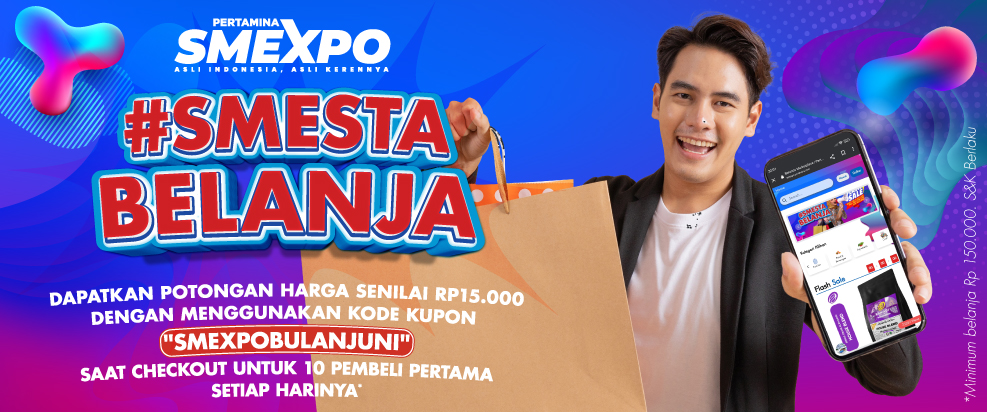 PERTAMINA
SMEXPO
ASLI INDONESIA, ASLI KERENNYA
#SMESTA
BELANJA
DAPATKAN POTONGAN HARGA SENILAI RP15.000
DENGAN MENGGUNAKAN KODE KUPON
"SMEXPOBULANJUNI"
SAAT CHECKOUT UNTUK 10 PEMBELI PERTAMA
SETIAP HARINYA*
Flash Sale
*Minimum belanja Rp 150.000, S&K Berlaku